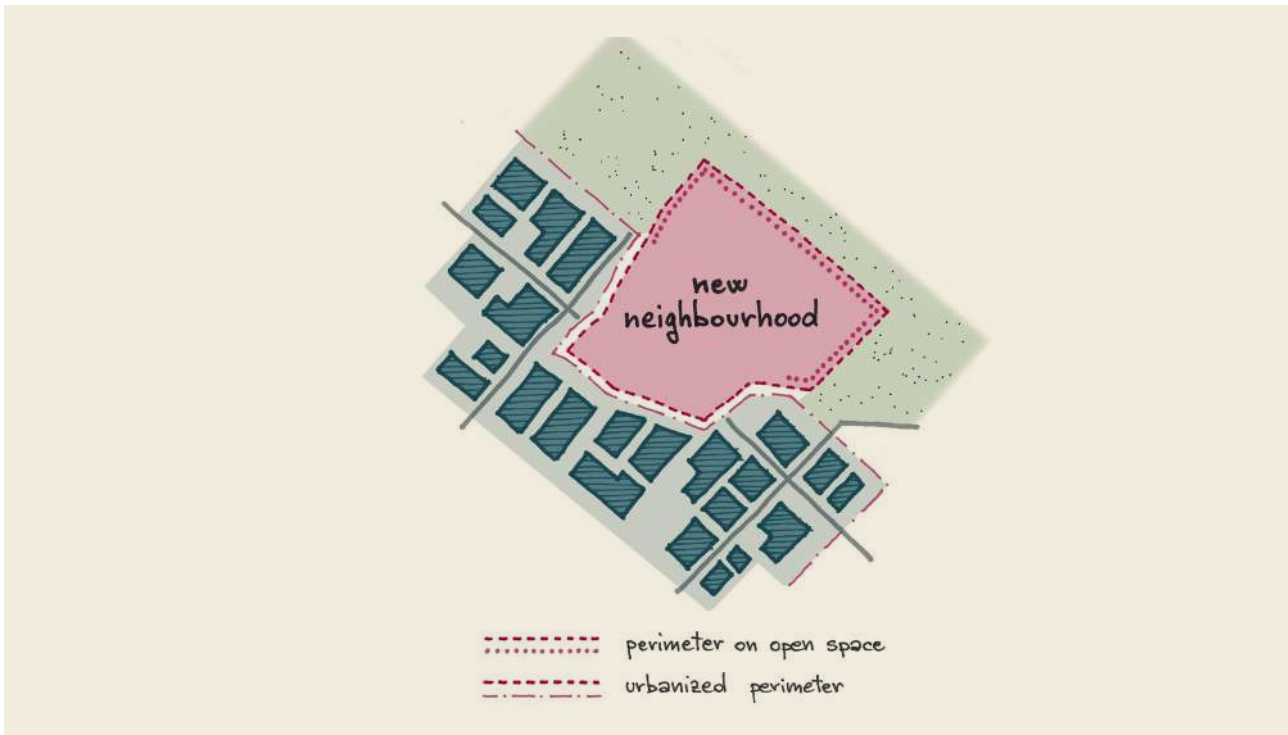 new
neighbourhood
perimeter on open space
urbanized perimeter